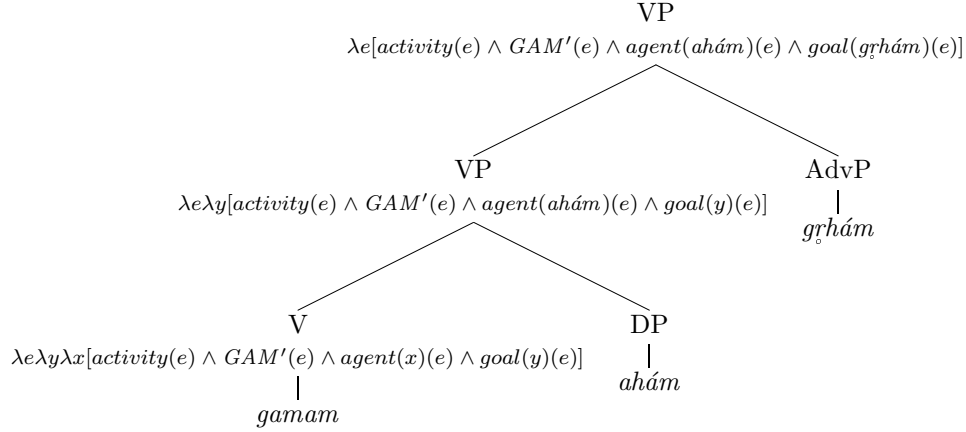 VP
λe[activity(e) ∧ GAM′(e) ∧ agent(ahám)(e) ∧ goal(gr̥hám)(e)]
VP AdvP
λeλy[activity(e) ∧ GAM′(e) ∧ agent(ahám)(e) ∧ goal(y)(e)]
gr̥hám
V DP
λeλyλx[activity(e) ∧ GAM′(e) ∧ agent(x)(e) ∧ goal(y)(e)]
ahám
gamam